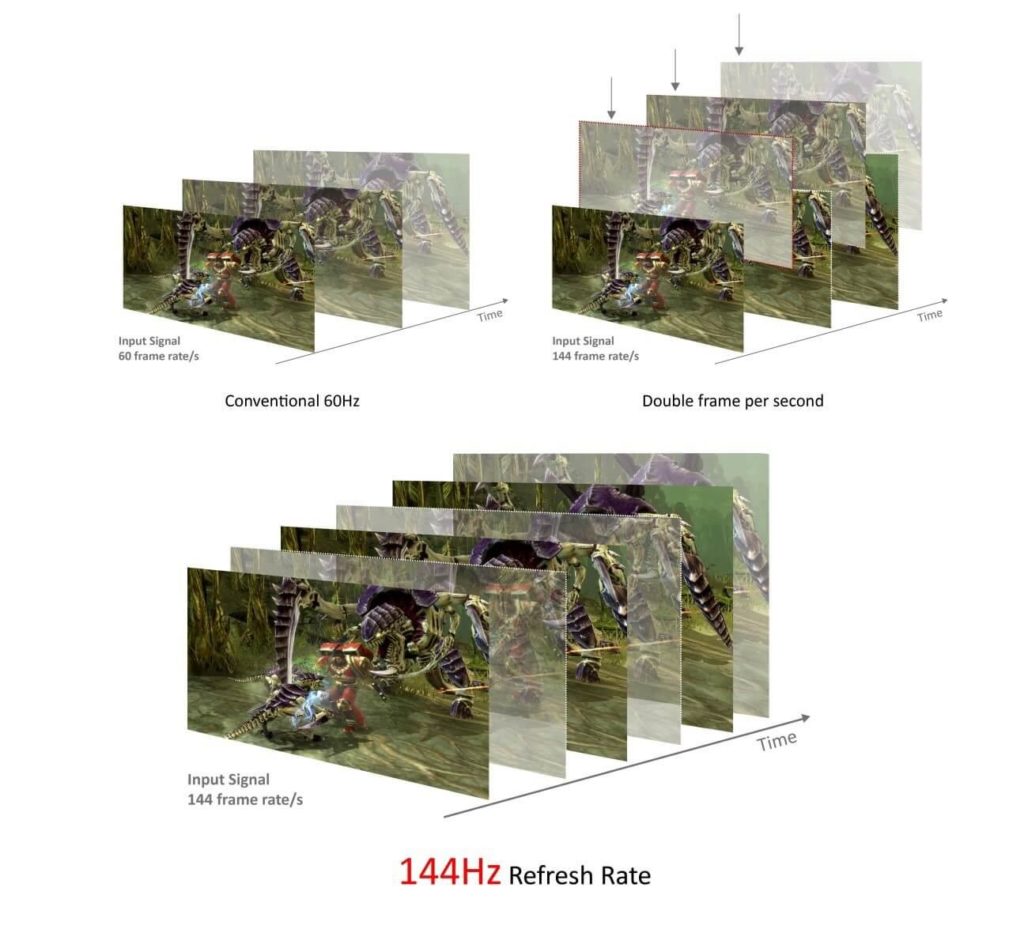 Time
Input Signal
60 frame rate/s
Conventional 60Hz
Time
Input Signal
144 frame rate/s
Double frame per second
Time
Input Signal
144 frame rate/s
144Hz Refresh Rate